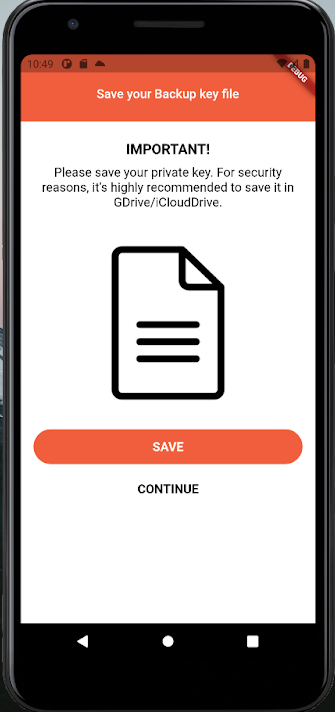 10:49
DEBUG
Save your Backup key file
IMPORTANT!
Please save your private key. For security
reasons, it's highly recommended to save it in
GDrive/iCloudDrive.
SAVE
CONTINUE